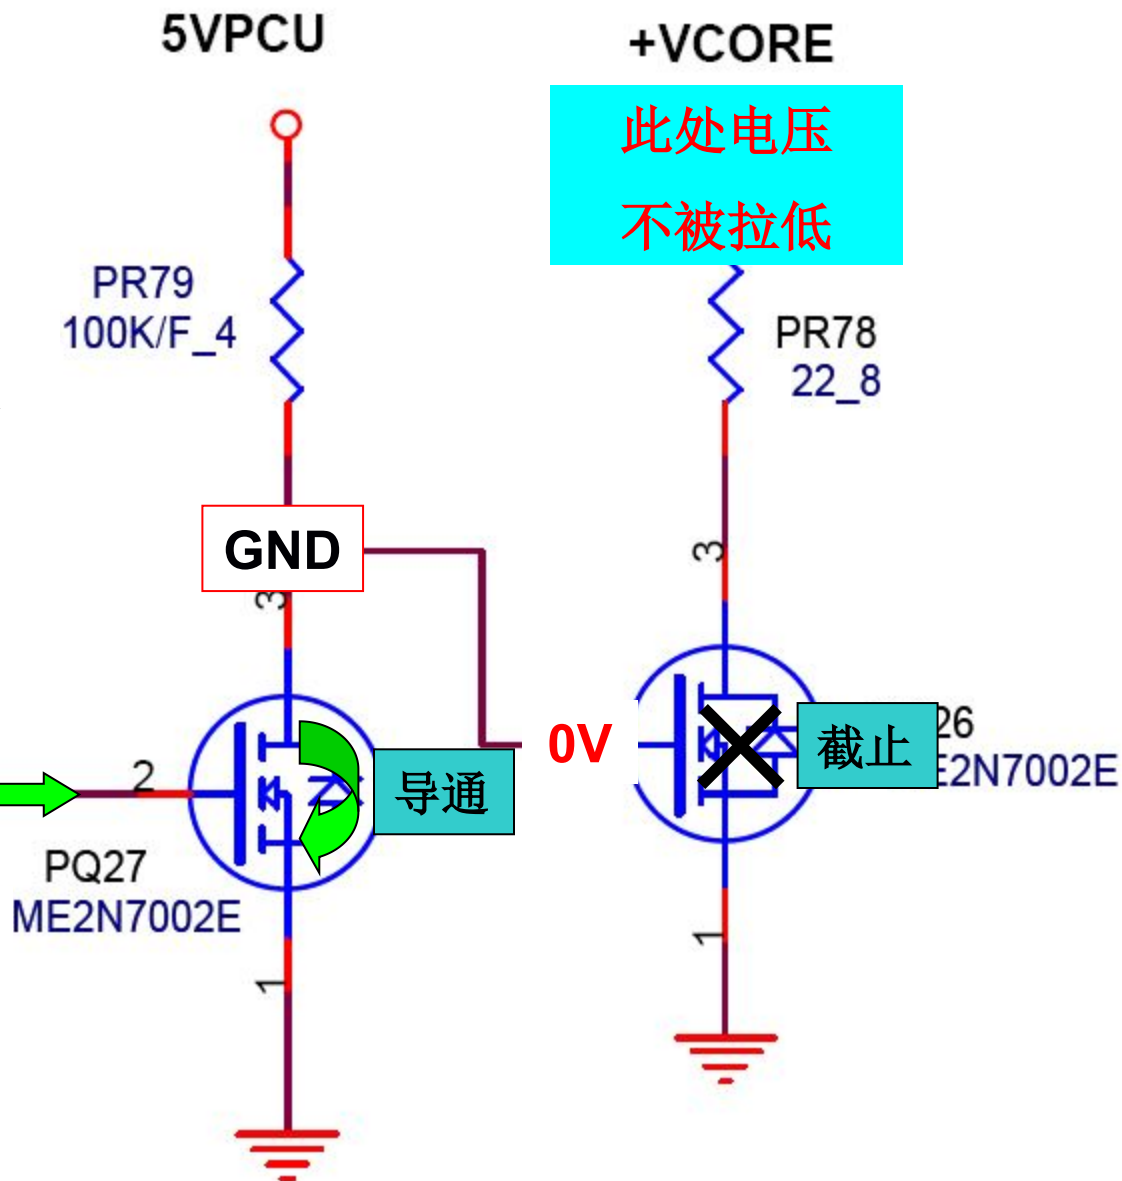 5VPCU
+VCORE
此处电压
不被拉低
PR79
100K/F_4
PR78
22_8
GND
3
3
0V
截止
26
E2N7002E
导通
2
PQ27
ME2N7002E
1
1